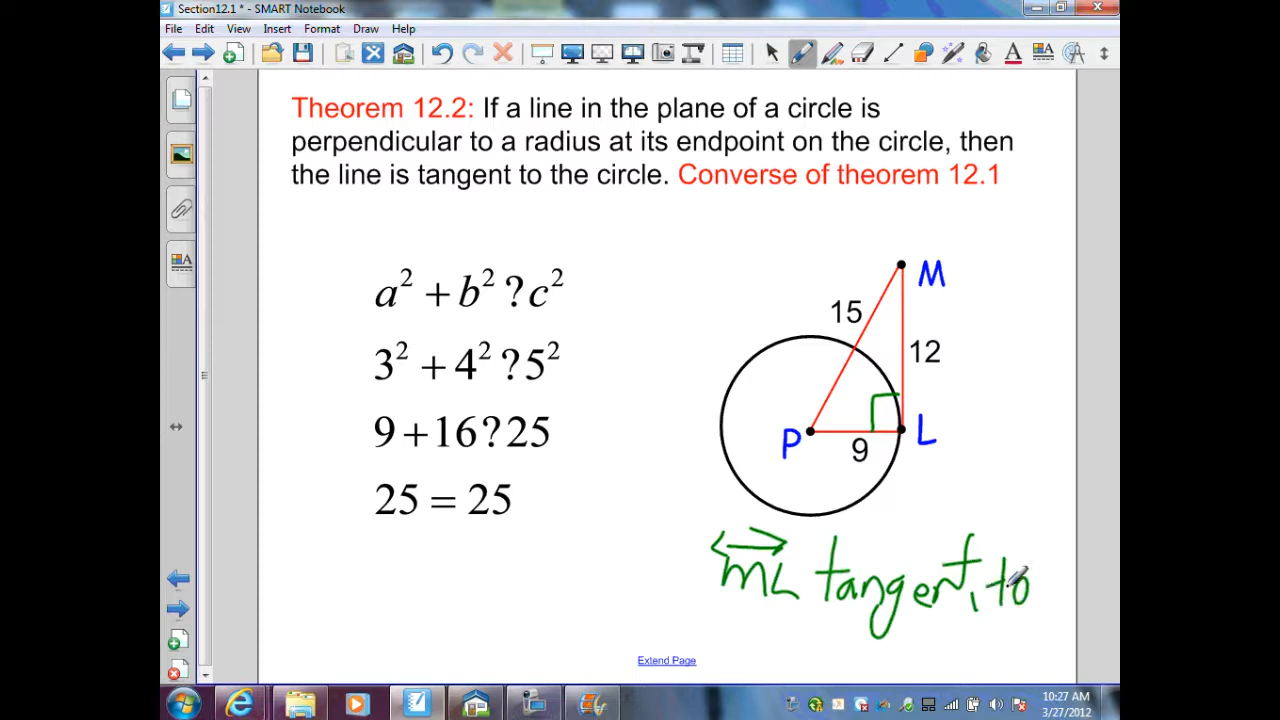 Section12.1 * - SMART Notebook
File Edit View Insert Format Draw Help
Theorem 12.2: If a line in the plane of a circle is
perpendicular to a radius at its endpoint on the circle, then
the line is tangent to the circle. Converse of theorem 12.1
a² + b² ? c²
3² + 4² ? 5²
9 + 16 ? 25
25 = 25
M
15
12
P
L
9
ML tangent to
Extend Page
10:27 AM
3/27/2012